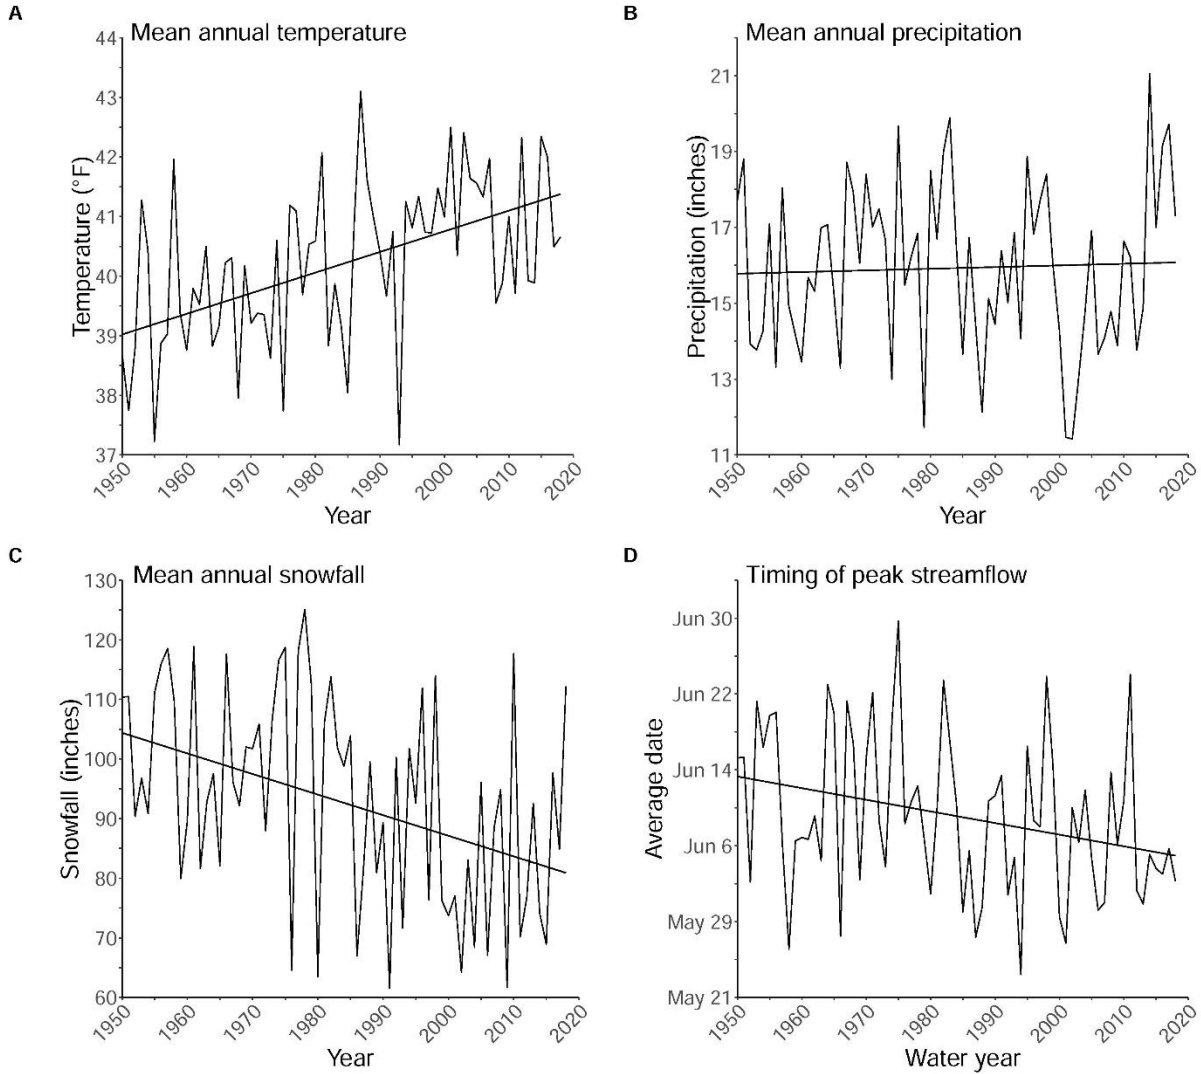 A
Mean annual temperature
44
43
42
41
40
39
38
37
Temperature (°F)
1950
1960
1970
1980
1990
2000
2010
2020
Year
B
Mean annual precipitation
21
19
17
15
13
11
Precipitation (inches)
1950
1960
1970
1980
1990
2000
2010
2020
Year
C
Mean annual snowfall
130
120
110
100
90
80
70
60
Snowfall (inches)
1950
1960
1970
1980
1990
2000
2010
2020
Year
D
Timing of peak streamflow
Jun 30
Jun 22
Jun 14
Jun 6
May 29
May 21
Average date
1950
1960
1970
1980
1990
2000
2010
2020
Water year